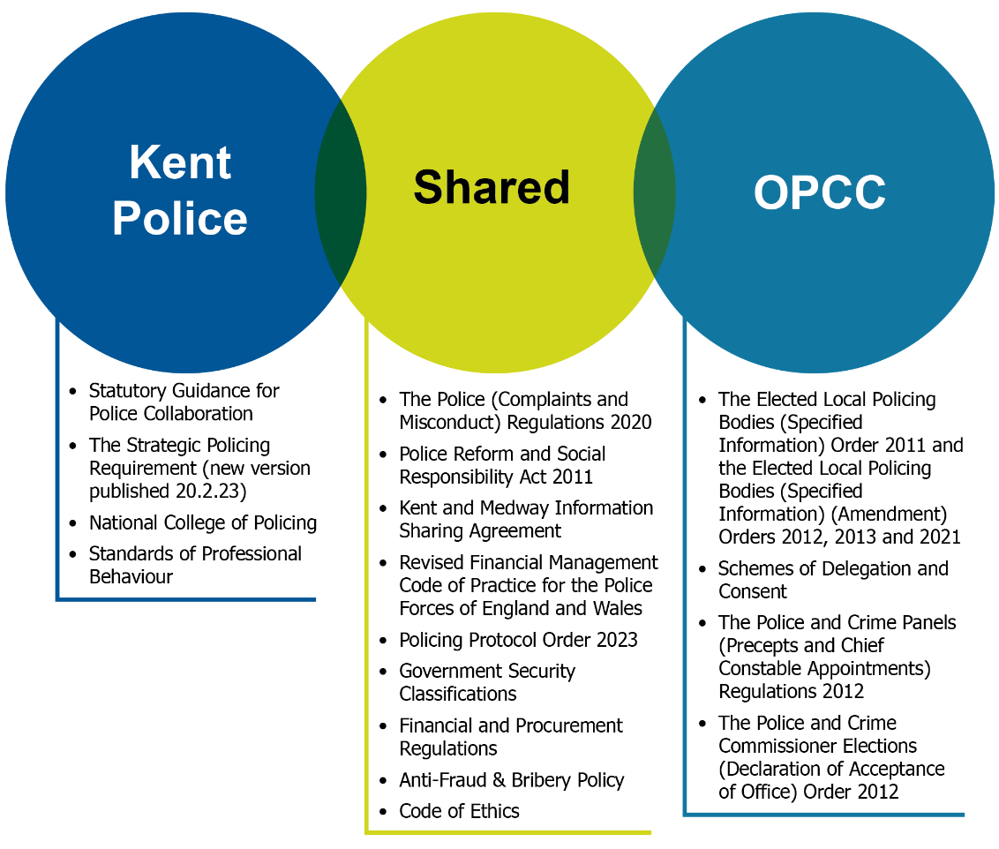 Kent
Police
Shared
OPCC
• Statutory Guidance for
Police Collaboration
• The Strategic Policing
Requirement (new version
published 20.2.23)
• National College of Policing
• Standards of Professional
Behaviour
• The Police (Complaints and
Misconduct) Regulations 2020
• Police Reform and Social
Responsibility Act 2011
• Kent and Medway Information
Sharing Agreement
• Revised Financial Management
Code of Practice for the Police
Forces of England and Wales
• Policing Protocol Order 2023
• Government Security
Classifications
• Financial and Procurement
Regulations
• Anti-Fraud & Bribery Policy
• Code of Ethics
• The Elected Local Policing
Bodies (Specified
Information) Order 2011 and
the Elected Local Policing
Bodies (Specified
Information) (Amendment)
Orders 2012, 2013 and 2021
• Schemes of Delegation and
Consent
• The Police and Crime Panels
(Precepts and Chief
Constable Appointments)
Regulations 2012
• The Police and Crime
Commissioner Elections
(Declaration of Acceptance
of Office) Order 2012